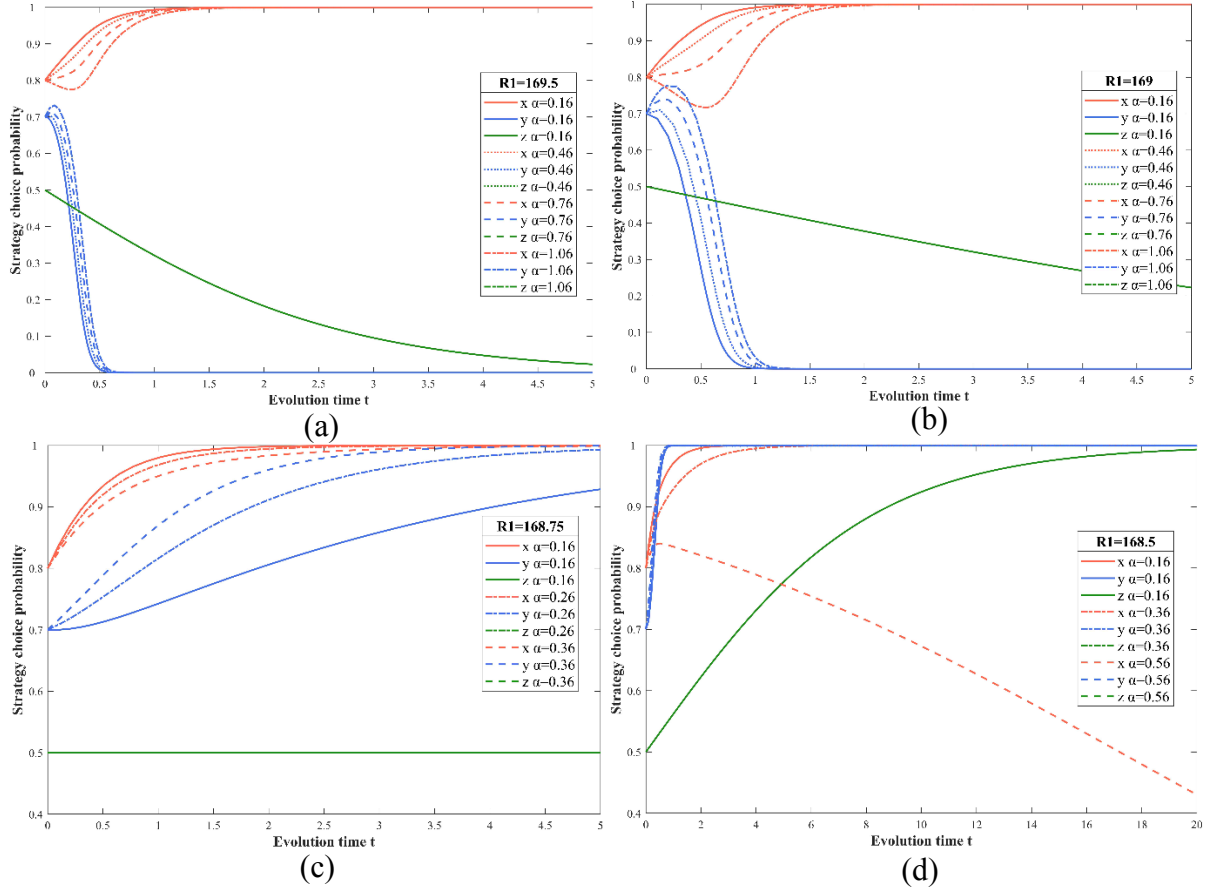 1
0.9
0.8
0.7
0.6
0.5
0.4
0.3
0.2
0.1
0
Strategy choice probability
R1=169.5
x α=0.16
y α=0.16
z α=0.16
x α=0.46
y α=0.46
z α=0.46
x α=0.76
y α=0.76
z α=0.76
x α=1.06
y α=1.06
z α=1.06
0 0.5 1 1.5 2 2.5 3 3.5 4 4.5 5
Evolution time t
(a)
1
0.9
0.8
0.7
0.6
0.5
0.4
0.3
0.2
0.1
0
Strategy choice probability
R1=169
x α=0.16
y α=0.16
z α=0.16
x α=0.46
y α=0.46
z α=0.46
x α=0.76
y α=0.76
z α=0.76
x α=1.06
y α=1.06
z α=1.06
0 0.5 1 1.5 2 2.5 3 3.5 4 4.5 5
Evolution time t
(b)
1
0.9
0.8
0.7
0.6
0.5
0.4
Strategy choice probability
R1=168.75
x α=0.16
y α=0.16
z α=0.16
x α=0.26
y α=0.26
z α=0.26
x α=0.36
y α=0.36
z α=0.36
0 0.5 1 1.5 2 2.5 3 3.5 4 4.5 5
Evolution time t
(c)
1
0.9
0.8
0.7
0.6
0.5
0.4
Strategy choice probability
R1=168.5
x α=0.16
y α=0.16
z α=0.16
x α=0.36
y α=0.36
z α=0.36
x α=0.56
y α=0.56
z α=0.56
0 2 4 6 8 10 12 14 16 18 20
Evolution time t
(d)